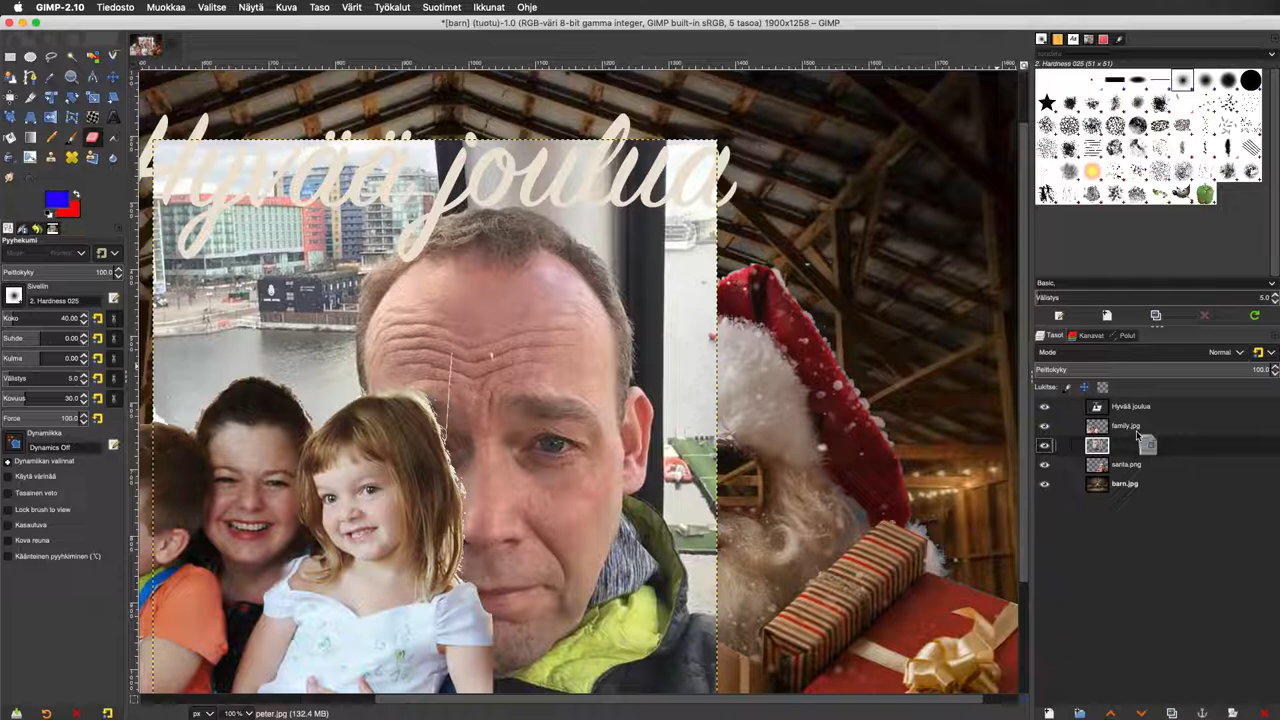 GIMP-2.10 Tiedosto Muokkaa Valitse Näytä Kuva Taso Värit Työkalut Suotimet Ikkunat Ohje
*[barn] (tuotu)-1.0 (RGB-väri 8-bit gamma integer, GIMP built-in sRGB, 5 tasoa) 1900x1258 – GIMP
2. Hardness 025 (51 x 51)
Hyvää joulua
Pyyhekumi
Peittokyky 100.0
Sivellin
2. Hardness 025
Koko 40.00
Suhde 0.00
Kulma 0.00
Välistys 5.0
Kovuus 30.0
Force 100.0
Dynamiikka
Dynamics Off
Dynamiikan valinnat
Käytä värinää
Tasainen veto
Lock brush to view
Kasautuva
Kova reuna
Käänteinen pyyhkiminen (⌥)
Basic,
Välistys 5.0
Tasot Kanavat Polut
Mode Normal
Peittokyky 100.0
Lukitse:
Hyvää joulua
family.jpg
santa.png
barn.jpg
px 100 % peter.jpg (132.4 MB)